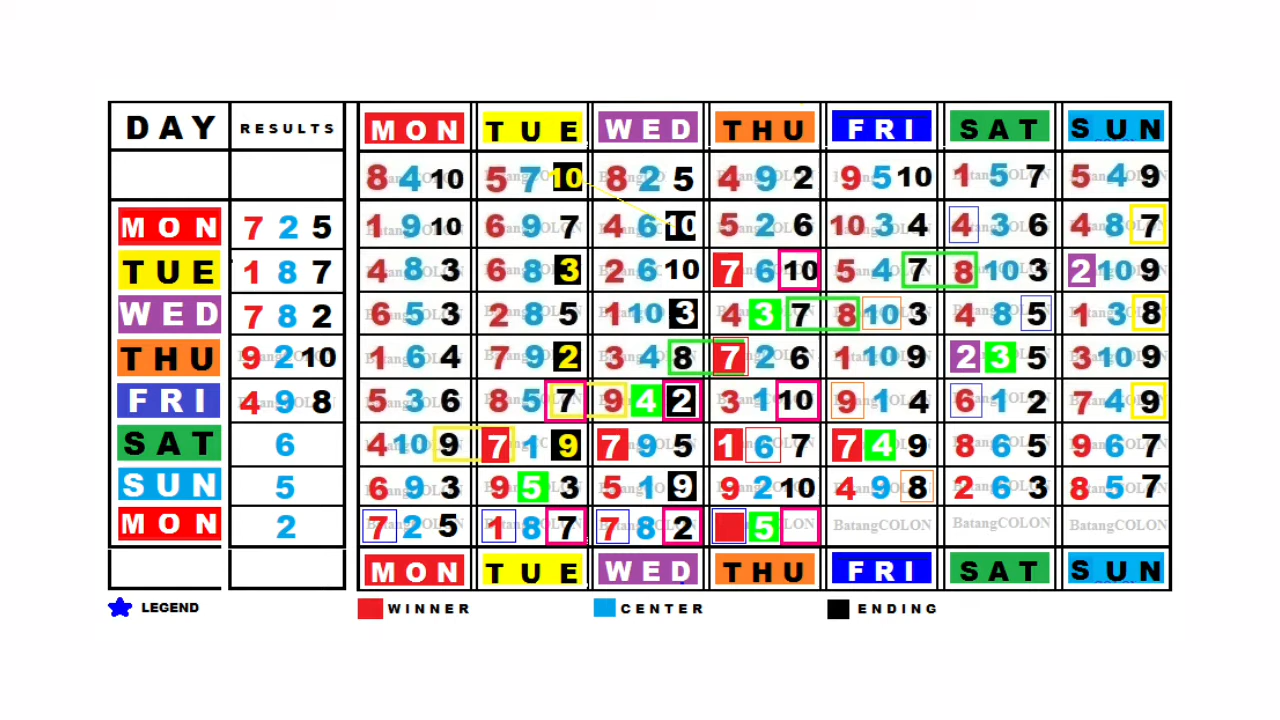 DAY RESULTS MON TUE WED THU FRI SAT SUN
8 4 10 5 7 10 8 2 5 4 9 2 9 5 10 1 5 7 5 4 9
MON 7 2 5 1 9 10 6 9 7 4 6 10 5 2 6 10 3 4 4 3 6 4 8 7
TUE 1 8 7 4 8 3 6 8 3 2 6 10 7 6 10 5 4 7 8 10 3 2 10 9
WED 7 8 2 6 5 3 2 8 5 1 10 3 4 3 7 8 10 3 4 8 5 1 3 8
THU 9 2 10 1 6 4 7 9 2 3 4 8 7 2 6 1 10 9 2 3 5 3 10 9
FRI 4 9 8 5 3 6 8 5 7 9 4 2 3 1 10 9 1 4 6 1 2 7 4 9
SAT 6 4 10 9 7 1 9 7 9 5 1 6 7 7 4 9 8 6 5 9 6 7
SUN 5 6 9 3 9 5 3 5 1 9 9 2 10 4 9 8 2 6 3 8 5 7
MON 2 7 2 5 1 8 7 7 8 2 5 BatangCOLON BatangCOLON BatangCOLON
MON TUE WED THU FRI SAT SUN
LEGEND WINNER CENTER ENDING